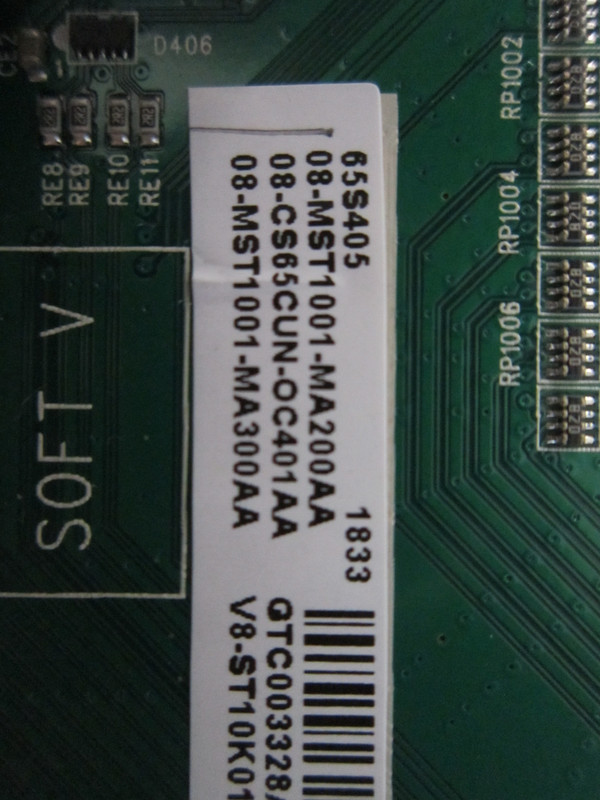 65S405 1833
08-MST1001-MA200AA
08-CS65CUN-OC401AA
08-MST1001-MA300AA
GTC003328
V8-ST10K01
SOFT V
D406
RE8
RE9
RE10
RE11
RP1002
RP1004
RP1006